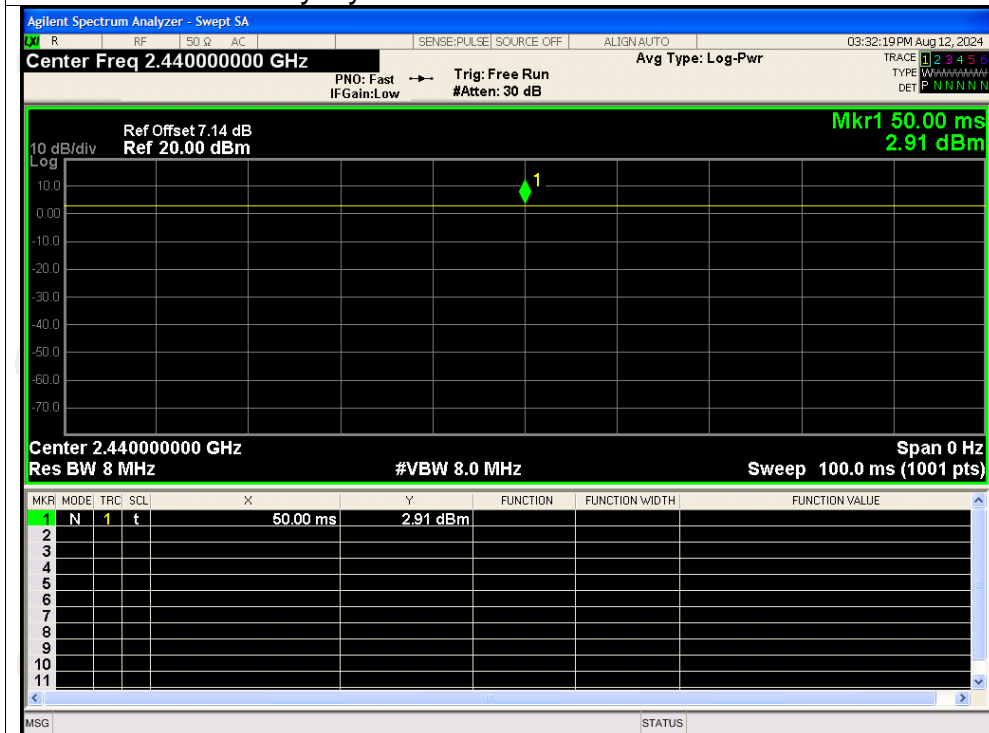 Agilent Spectrum Analyzer - Swept SA
LXI R RF 50 Ω AC SENSE:PULSE SOURCE OFF ALIGN AUTO 03:32:19 PM Aug 12, 2024
Center Freq 2.440000000 GHz Avg Type: Log-Pwr TRACE 1 2 3 4 5 6
PNO: Fast Trig: Free Run TYPE W
IFGain:Low #Atten: 30 dB DET P N N N N N
Mkr1 50.00 ms
Ref Offset 7.14 dB
10 dB/div Ref 20.00 dBm 2.91 dBm
Log
10.0
1
0.00
-10.0
-20.0
-30.0
-40.0
-50.0
-60.0
-70.0
Center 2.440000000 GHz Span 0 Hz
Res BW 8 MHz #VBW 8.0 MHz Sweep 100.0 ms (1001 pts)
MKR MODE TRC SCL X Y FUNCTION FUNCTION WIDTH FUNCTION VALUE
1 N 1 t 50.00 ms 2.91 dBm
2
3
4
5
6
7
8
9
10
11
MSG STATUS